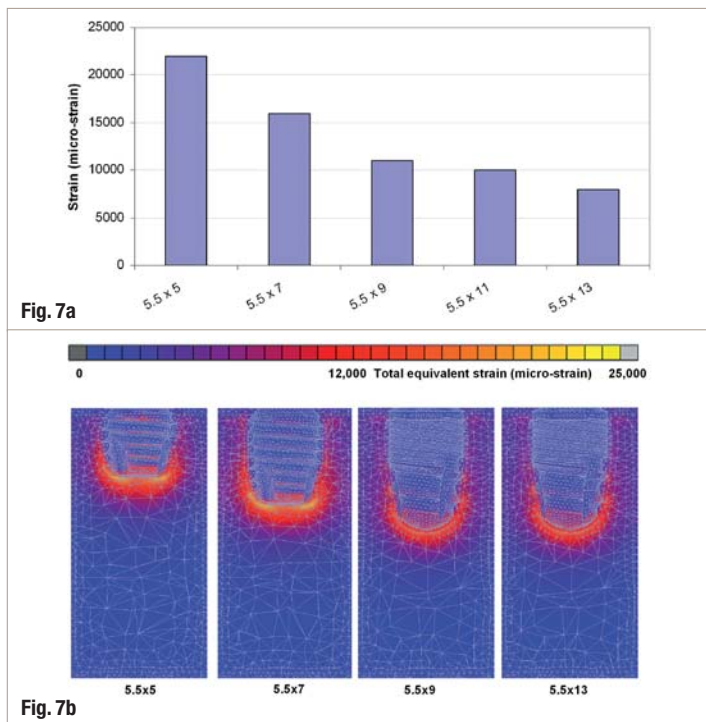 25000
20000
15000
10000
5000
0
Strain (micro-strain)
5.5 x 5
5.5 x 7
5.5 x 9
5.5 x 11
5.5 x 13
Fig. 7a
0
12,000 Total equivalent strain (micro-strain) 25,000
5.5x5
5.5x7
5.5x9
5.5x13
Fig. 7b